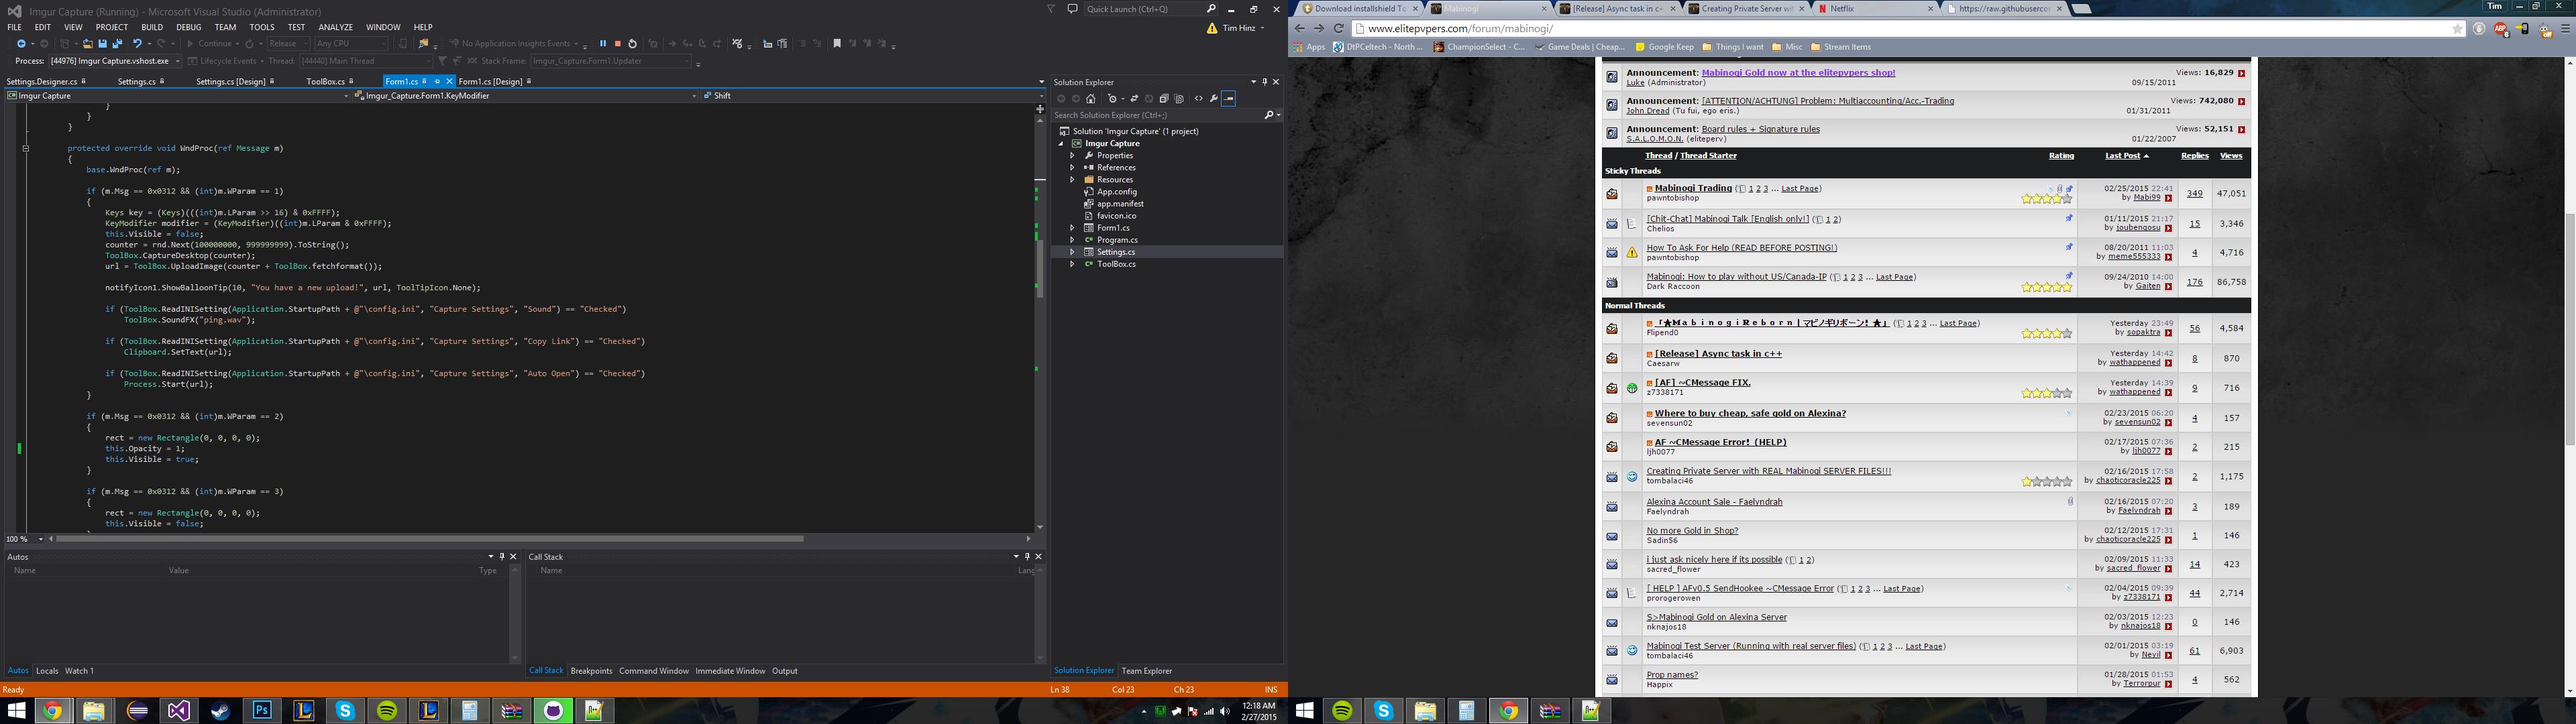 Imgur Capture (Running) - Microsoft Visual Studio (Administrator)
Quick Launch (Ctrl+Q)
FILE EDIT VIEW PROJECT BUILD DEBUG TEAM TOOLS TEST ANALYZE WINDOW HELP
Tim Hinz
Continue Release Any CPU No Application Insights Events
Process: [44976] Imgur Capture.vshost.exe Lifecycle Events Thread: [44440] Main Thread Stack Frame: Imgur_Capture.Form1.Updater
Settings.Designer.cs Settings.cs Settings.cs [Design] ToolBox.cs Form1.cs Form1.cs [Design]
Imgur Capture Imgur_Capture.Form1.KeyModifier Shift
}
}
}
protected override void WndProc(ref Message m)
{
base.WndProc(ref m);
if (m.Msg == 0x0312 && (int)m.WParam == 1)
{
Keys key = (Keys)(((int)m.LParam >> 16) & 0xFFFF);
KeyModifier modifier = (KeyModifier)((int)m.LParam & 0xFFFF);
this.Visible = false;
counter = rnd.Next(100000000, 999999999).ToString();
ToolBox.CaptureDesktop(counter);
url = ToolBox.UploadImage(counter + ToolBox.fetchformat());
notifyIcon1.ShowBalloonTip(10, "You have a new upload!", url, ToolTipIcon.None);
if (ToolBox.ReadINISetting(Application.StartupPath + @"\config.ini", "Capture Settings", "Sound") == "Checked")
ToolBox.SoundFX("ping.wav");
if (ToolBox.ReadINISetting(Application.StartupPath + @"\config.ini", "Capture Settings", "Copy Link") == "Checked")
Clipboard.SetText(url);
if (ToolBox.ReadINISetting(Application.StartupPath + @"\config.ini", "Capture Settings", "Auto Open") == "Checked")
Process.Start(url);
}
if (m.Msg == 0x0312 && (int)m.WParam == 2)
{
rect = new Rectangle(0, 0, 0, 0);
this.Opacity = 1;
this.Visible = true;
}
if (m.Msg == 0x0312 && (int)m.WParam == 3)
{
rect = new Rectangle(0, 0, 0, 0);
this.Visible = false;
100 %
Autos
Name Value Type
Autos Locals Watch 1
Call Stack
Name Lang
Call Stack Breakpoints Command Window Immediate Window Output
Solution Explorer
Search Solution Explorer (Ctrl+;)
Solution 'Imgur Capture' (1 project)
Imgur Capture
Properties
References
Resources
App.config
app.manifest
favicon.ico
Form1.cs
Program.cs
Settings.cs
ToolBox.cs
Solution Explorer Team Explorer
Ready Ln 38 Col 23 Ch 23 INS
12:18 AM
2/27/2015
Download installshield To Mabinogi [Release] Async task in c++ Creating Private Server wit Netflix https://raw.githubusercor Tim
www.elitepvpers.com/forum/mabinogi/
Apps DtPCeltech - North ... ChampionSelect - C... Game Deals | Cheap... Google Keep Things I want Misc Stream Items
Announcement: Mabinogi Gold now at the elitepvpers shop! Views: 16,829
Luke (Administrator) 09/15/2011
Announcement: [ATTENTION/ACHTUNG] Problem: Multiaccounting/Acc.-Trading Views: 742,080
John Dread (Tu fui, ego eris.) 01/31/2011
Announcement: Board rules + Signature rules Views: 52,151
S.A.L.O.M.O.N. (eliteperv) 01/22/2007
Thread / Thread Starter Rating Last Post Replies Views
Sticky Threads
Mabinogi Trading ( 1 2 3 ... Last Page) 02/25/2015 22:41 349 47,051
pawntobishop by Mabi99
[Chit-Chat] Mabinogi Talk [English only!] ( 1 2) 01/11/2015 21:17 15 3,346
Chelios by joubengosu
How To Ask For Help (READ BEFORE POSTING!) 08/20/2011 11:03 4 4,716
pawntobishop by meme555333
Mabinogi: How to play without US/Canada-IP ( 1 2 3 ... Last Page) 09/24/2010 14:00 176 86,758
Dark Raccoon by Gaiten
Normal Threads
「★Mabinogi Reborn | マビノギリボーン! ★」 ( 1 2 3 ... Last Page) Yesterday 23:49 56 4,584
Flipend0 by sopaktra
[Release] Async task in c++ Yesterday 14:42 8 870
Caesarw by wathappened
[AF] ~CMessage FIX. Yesterday 14:39 9 716
z7338171 by wathappened
Where to buy cheap, safe gold on Alexina? 02/23/2015 06:20 4 157
sevensun02 by sevensun02
AF ~CMessage Error! (HELP) 02/17/2015 07:36 2 215
ljh0077 by ljh0077
Creating Private Server with REAL Mabinogi SERVER FILES!!! 02/16/2015 17:58 2 1,175
tombalaci46 by chaoticoracle225
Alexina Account Sale - Faelyndrah 02/16/2015 07:20 3 189
Faelyndrah by Faelyndrah
No more Gold in Shop? 02/12/2015 17:31 1 146
Sadin56 by chaoticoracle225
i just ask nicely here if its possible ( 1 2) 02/09/2015 11:33 14 423
sacred_flower by sacred_flower
[ HELP ] AFv0.5 SendHookee ~CMessage Error ( 1 2 3 ... Last Page) 02/04/2015 09:39 44 2,714
prorogerowen by z7338171
S>Mabinogi Gold on Alexina Server 02/03/2015 12:23 0 146
nknajos18 by nknajos18
Mabinogi Test Server (Running with real server files) ( 1 2 3 ... Last Page) 02/01/2015 03:19 61 6,903
tombalaci46 by Nevil
Prop names? 01/28/2015 01:53 4 562
Happix by Terrorpur